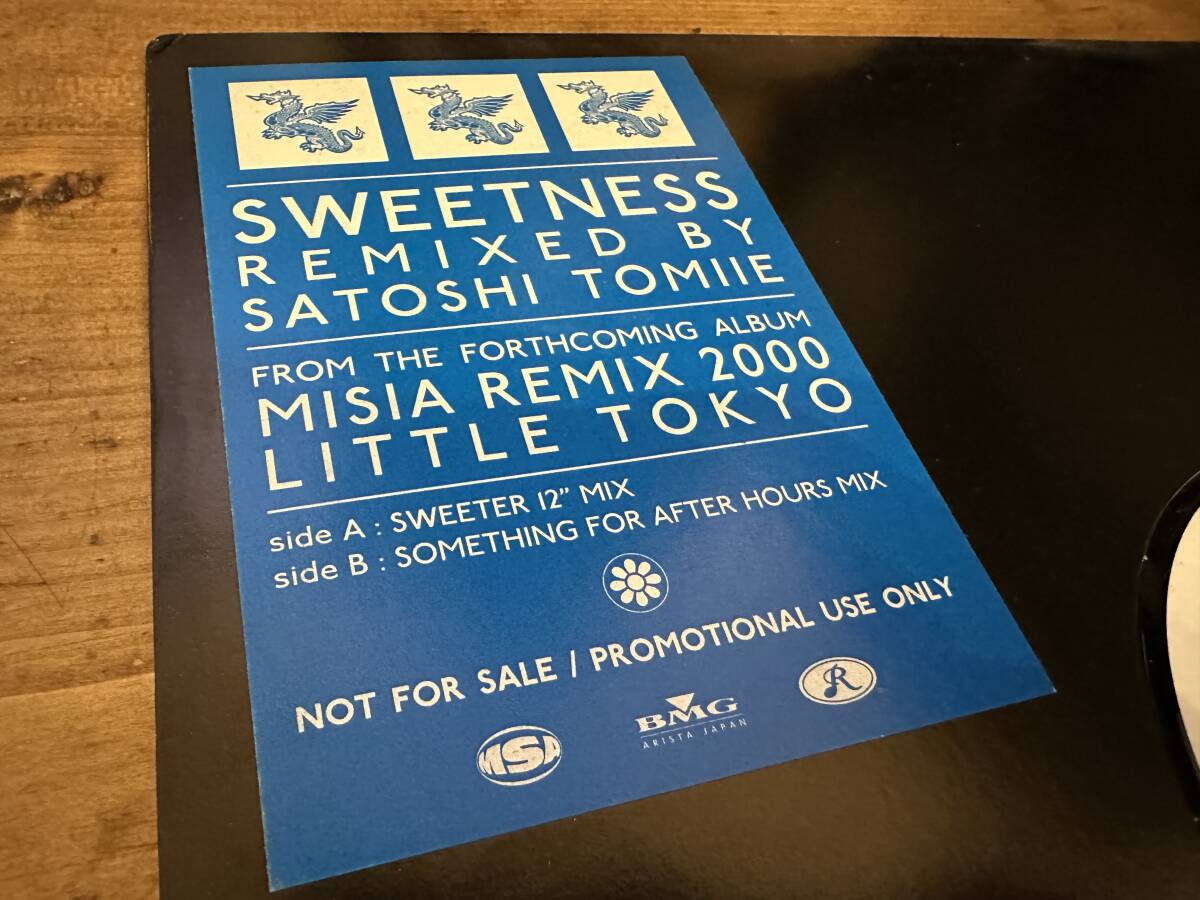 SWEETNESS
REMIXED BY
SATOSHI TOMIIE
FROM THE FORTHCOMING ALBUM
MISIA REMIX 2000
LITTLE TOKYO
side A : SWEETER 12" MIX
side B : SOMETHING FOR AFTER HOURS MIX
NOT FOR SALE / PROMOTIONAL USE ONLY
MSA
BMG
ARISTA JAPAN
R